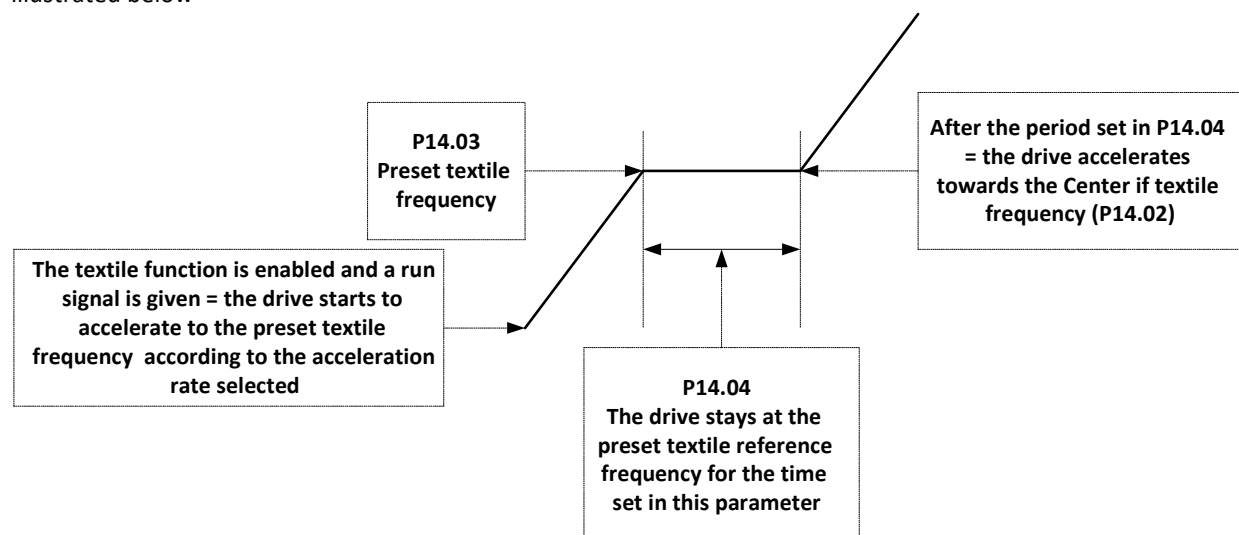 illustrated below
P14.03
Preset textile
frequency
After the period set in P14.04
= the drive accelerates
towards the Center if textile
frequency (P14.02)
The textile function is enabled and a run
signal is given = the drive starts to
accelerate to the preset textile
frequency according to the acceleration
rate selected
P14.04
The drive stays at the
preset textile reference
frequency for the time
set in this parameter